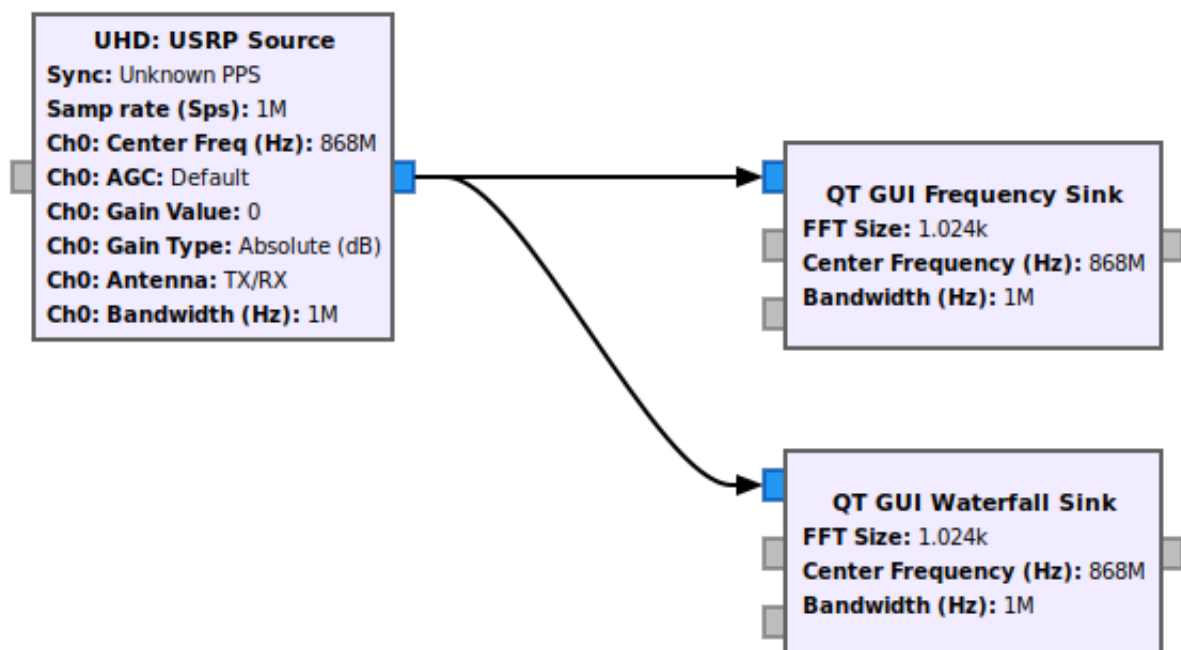 UHD: USRP Source
Sync: Unknown PPS
Samp rate (Sps): 1M
Ch0: Center Freq (Hz): 868M
Ch0: AGC: Default
Ch0: Gain Value: 0
Ch0: Gain Type: Absolute (dB)
Ch0: Antenna: TX/RX
Ch0: Bandwidth (Hz): 1M
QT GUI Frequency Sink
FFT Size: 1.024k
Center Frequency (Hz): 868M
Bandwidth (Hz): 1M
QT GUI Waterfall Sink
FFT Size: 1.024k
Center Frequency (Hz): 868M
Bandwidth (Hz): 1M